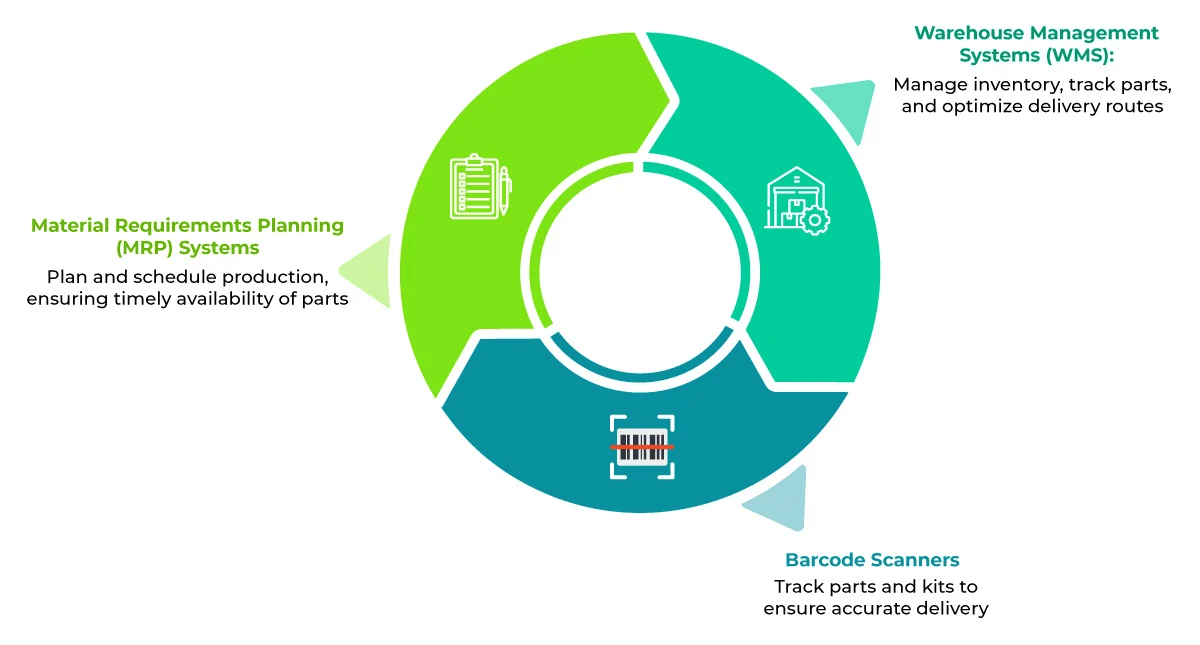 Warehouse Management
Systems (WMS):
Manage inventory, track parts,
and optimize delivery routes
Material Requirements Planning
(MRP) Systems
Plan and schedule production,
ensuring timely availability of parts
Barcode Scanners
Track parts and kits to
ensure accurate delivery